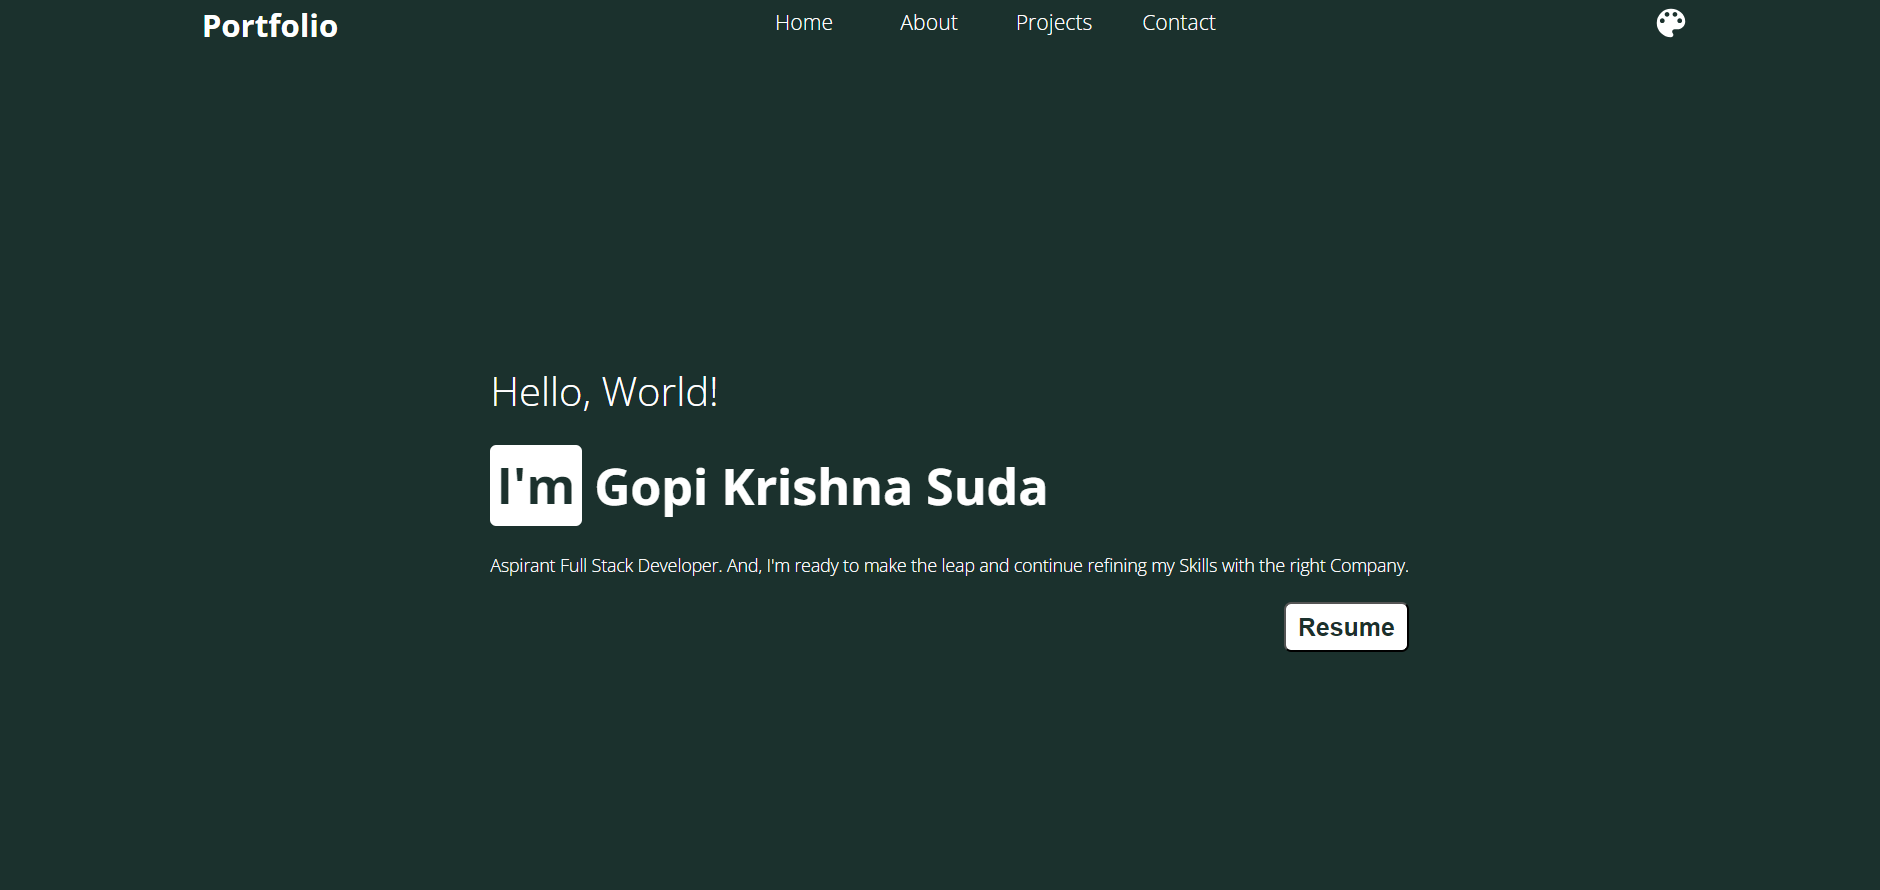 Portfolio
Home About Projects Contact
Hello, World!
I'm Gopi Krishna Suda
Aspirant Full Stack Developer. And, I'm ready to make the leap and continue refining my Skills with the right Company.
Resume